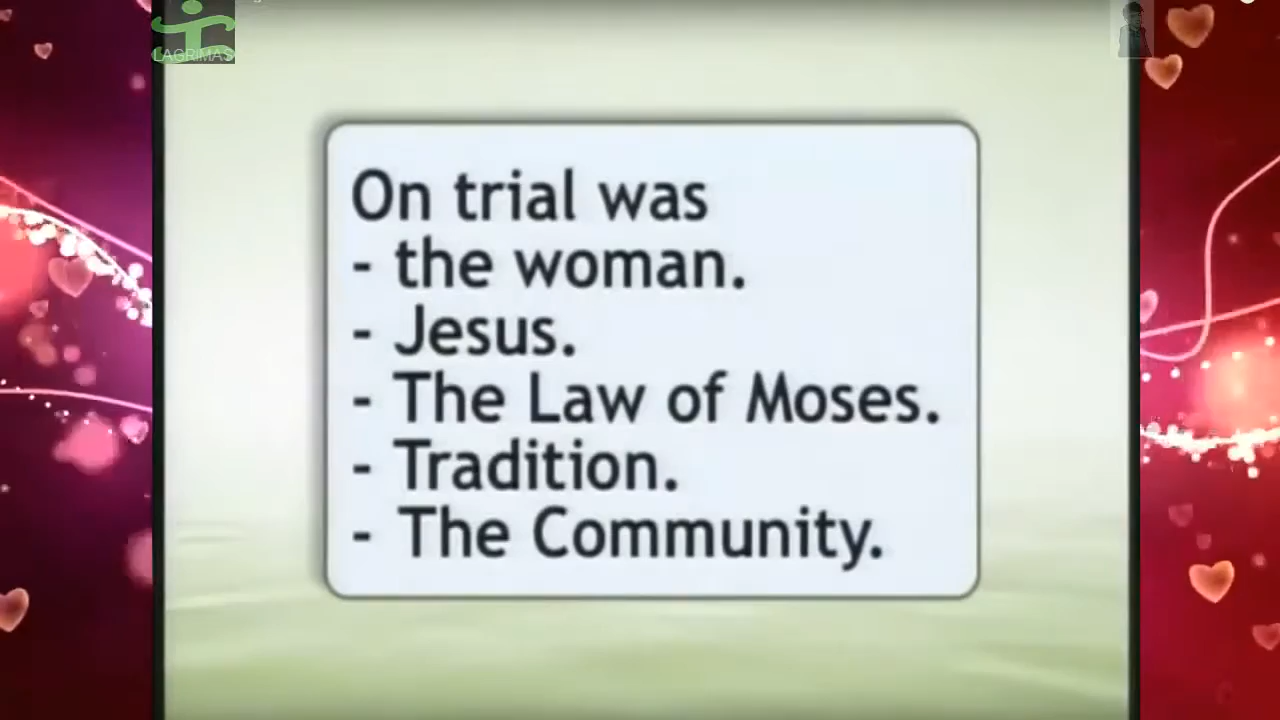 LAGRIMAS
On trial was
- the woman.
- Jesus.
- The Law of Moses.
- Tradition.
- The Community.